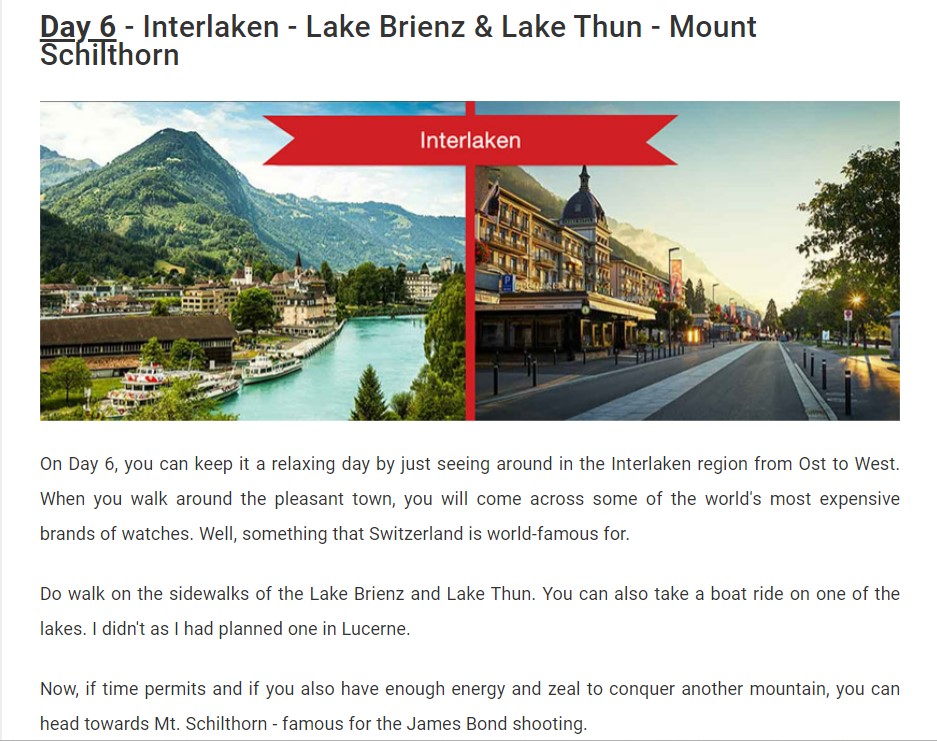 Day 6 - Interlaken - Lake Brienz & Lake Thun - Mount
Schilthorn
Interlaken
On Day 6, you can keep it a relaxing day by just seeing around in the Interlaken region from Ost to West.
When you walk around the pleasant town, you will come across some of the world's most expensive
brands of watches. Well, something that Switzerland is world-famous for.
Do walk on the sidewalks of the Lake Brienz and Lake Thun. You can also take a boat ride on one of the
lakes. I didn't as I had planned one in Lucerne.
Now, if time permits and if you also have enough energy and zeal to conquer another mountain, you can
head towards Mt. Schilthorn - famous for the James Bond shooting.